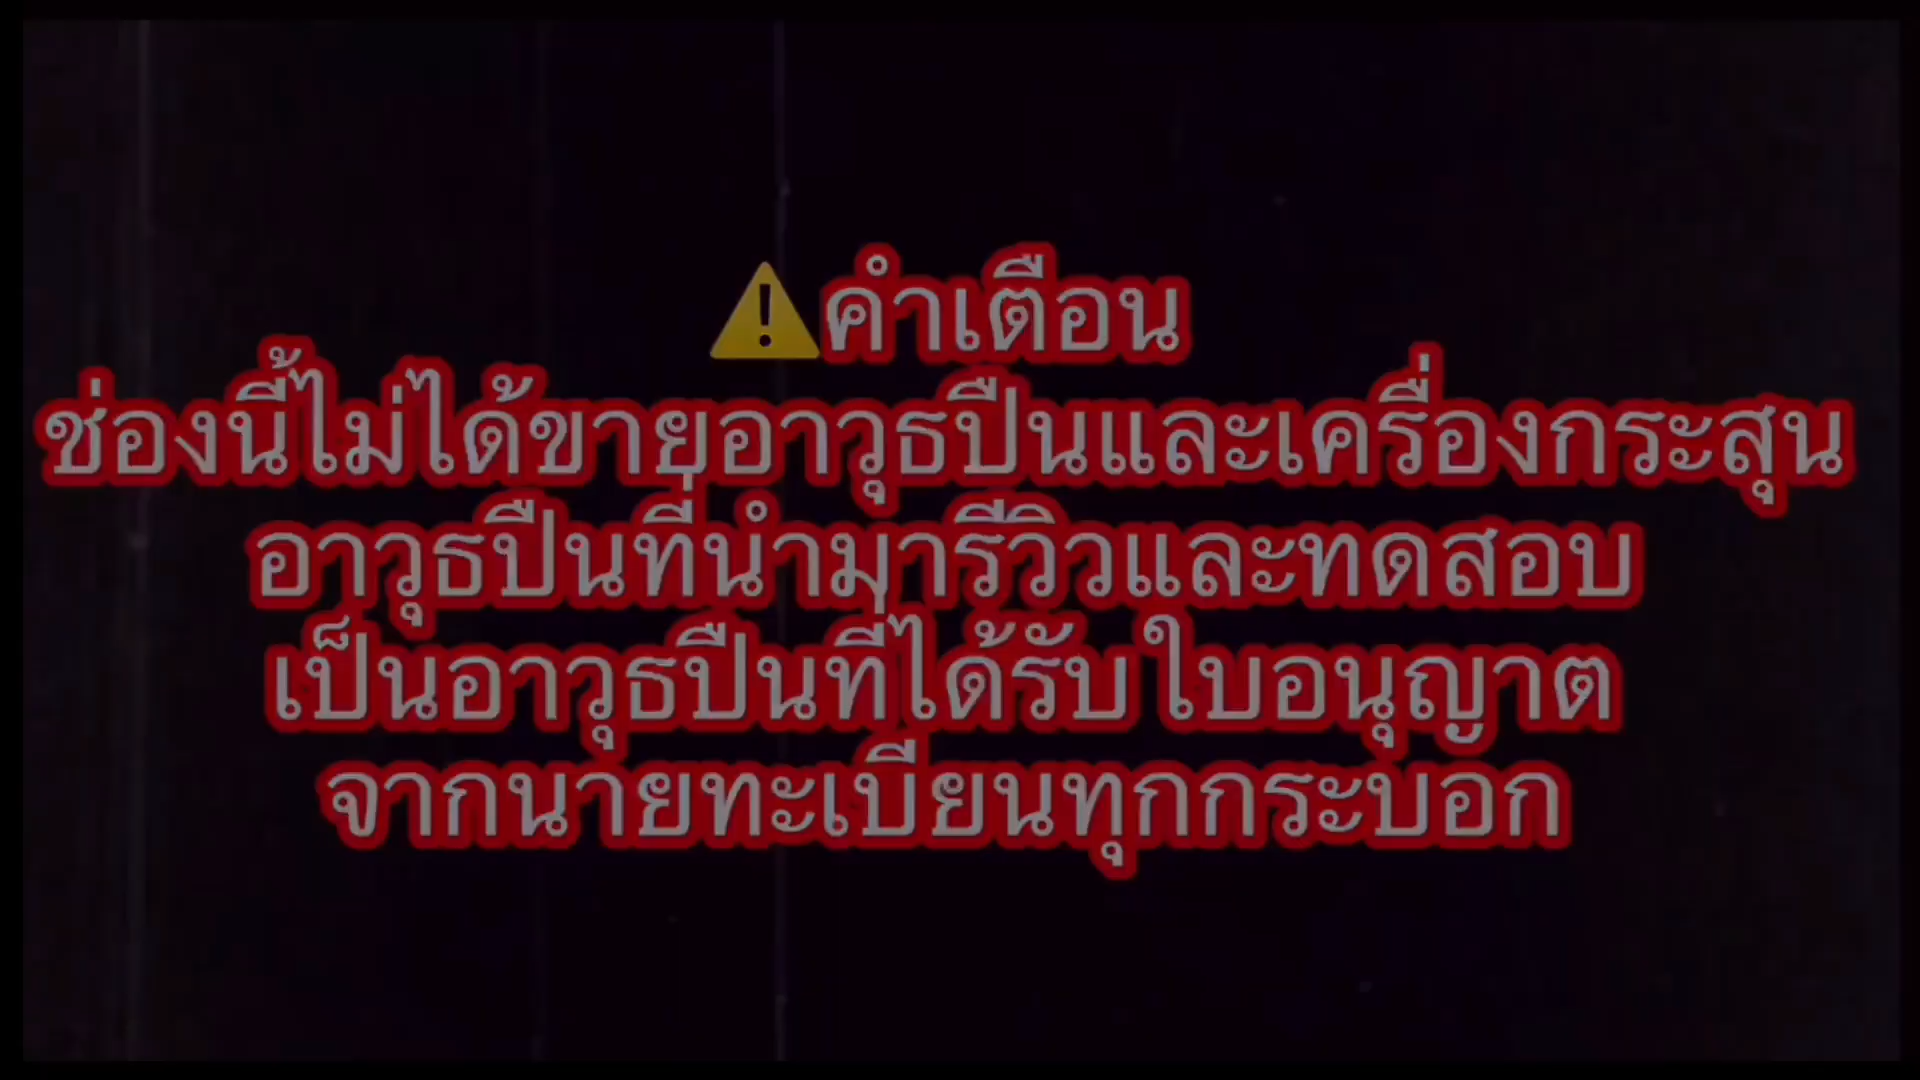 ⚠️คำเตือน
ช่องนี้ไม่ได้ขายอาวุธปืนและเครื่องกระสุน
อาวุธปืนที่นำมารีวิวและทดสอบ
เป็นอาวุธปืนที่ได้รับใบอนุญาต
จากนายทะเบียนทุกกระบอก